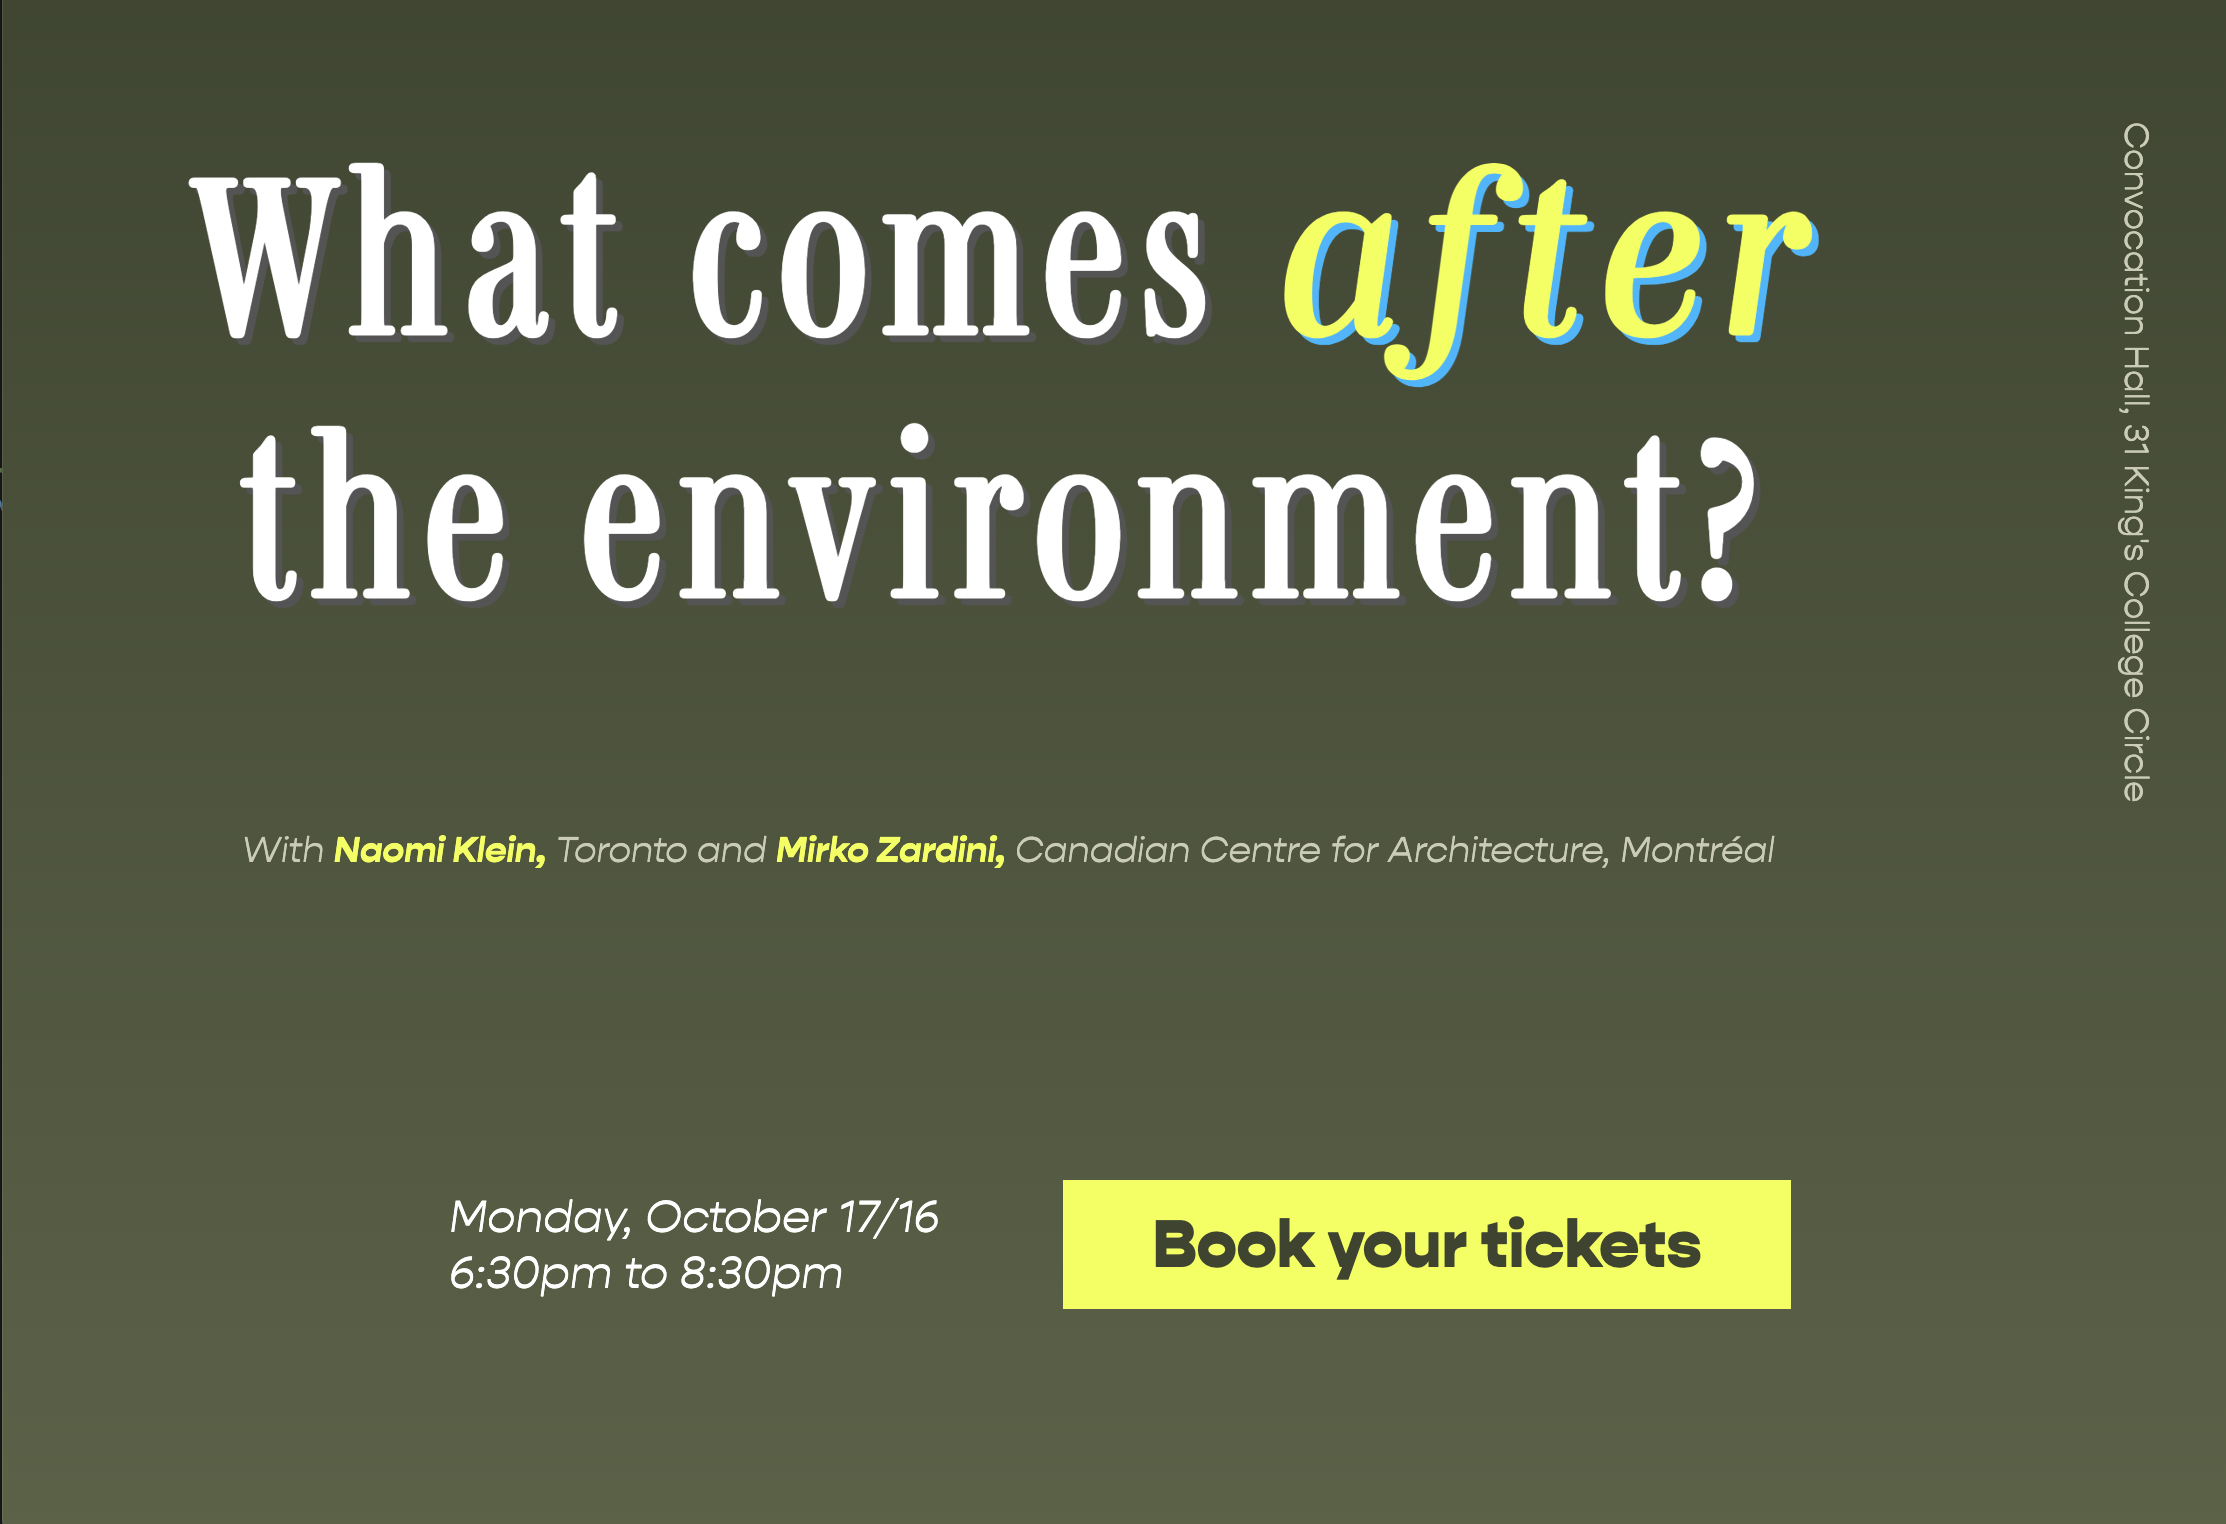 What comes after
the environment?
Convocation Hall, 31 King's College Circle
With Naomi Klein, Toronto and Mirko Zardini, Canadian Centre for Architecture, Montréal
Monday, October 17/16
6:30pm to 8:30pm
Book your tickets